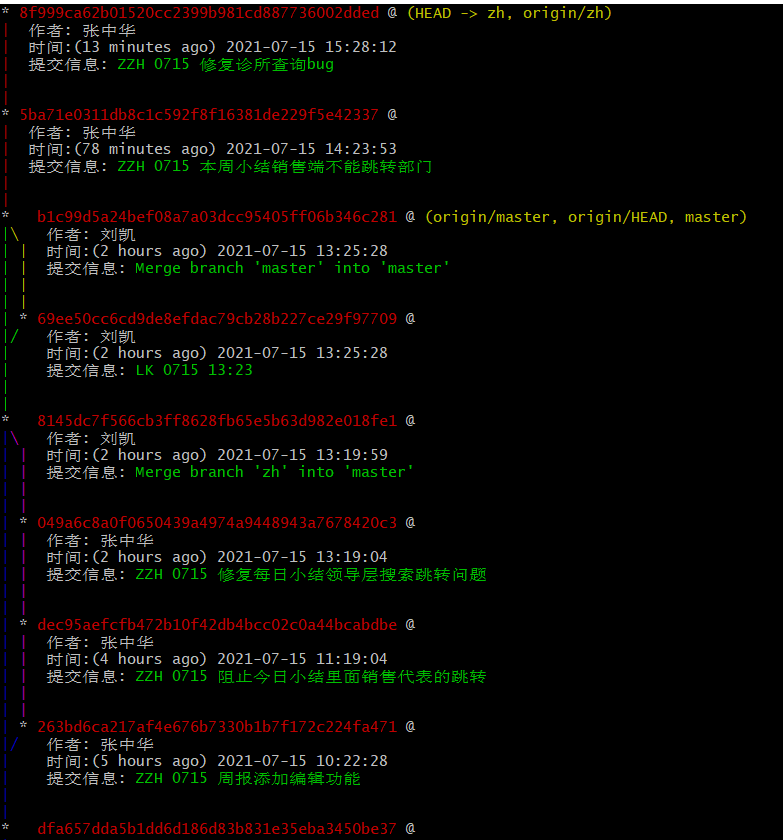 * 8f999ca62b01520cc2399b981cd887736002dded @ (HEAD -> zh, origin/zh)
| 作者: 张中华
| 时间:(13 minutes ago) 2021-07-15 15:28:12
| 提交信息: ZZH 0715 修复诊所查询bug
|
|
* 5ba71e0311db8c1c592f8f16381de229f5e42337 @
| 作者: 张中华
| 时间:(78 minutes ago) 2021-07-15 14:23:53
| 提交信息: ZZH 0715 本周小结销售端不能跳转部门
|
|
*   b1c99d5a24bef08a7a03dcc95405ff06b346c281 @ (origin/master, origin/HEAD, master)
|\  作者: 刘凯
| | 时间:(2 hours ago) 2021-07-15 13:25:28
| | 提交信息: Merge branch 'master' into 'master'
| |
| |
| * 69ee50cc6cd9de8efdac79cb28b227ce29f97709 @
|/  作者: 刘凯
|   时间:(2 hours ago) 2021-07-15 13:25:28
|   提交信息: LK 0715 13:23
|
|
*   8145dc7f566cb3ff8628fb65e5b63d982e018fe1 @
|\  作者: 刘凯
| | 时间:(2 hours ago) 2021-07-15 13:19:59
| | 提交信息: Merge branch 'zh' into 'master'
| |
| |
| * 049a6c8a0f0650439a4974a9448943a7678420c3 @
| | 作者: 张中华
| | 时间:(2 hours ago) 2021-07-15 13:19:04
| | 提交信息: ZZH 0715 修复每日小结领导层搜索跳转问题
| |
| |
| * dec95aefcfb472b10f42db4bcc02c0a44bcabdbe @
| | 作者: 张中华
| | 时间:(4 hours ago) 2021-07-15 11:19:04
| | 提交信息: ZZH 0715 阻止今日小结里面销售代表的跳转
| |
| |
| * 263bd6ca217af4e676b7330b1b7f172c224fa471 @
|/  作者: 张中华
|   时间:(5 hours ago) 2021-07-15 10:22:28
|   提交信息: ZZH 0715 周报添加编辑功能
|
|
*   dfa657dda5b1dd6d186d83b831e35eba3450be37 @